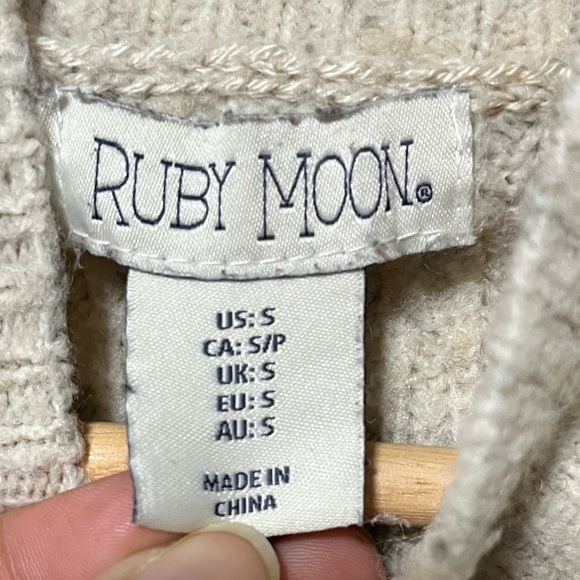 RUBY MOON®
US: S
CA: S/P
UK: S
EU: S
AU: S
MADE IN
CHINA